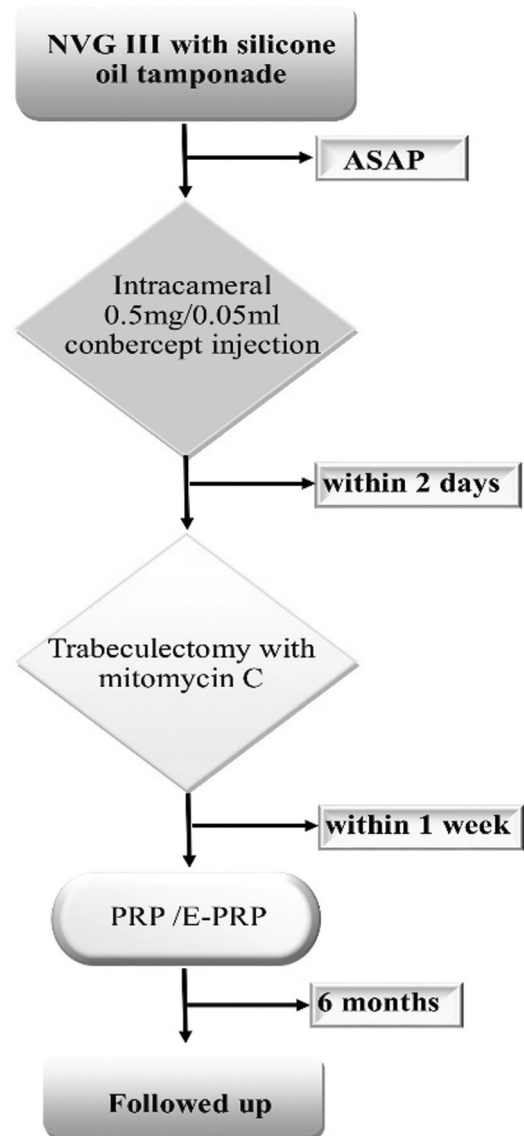 NVG III with silicone
oil tamponade
ASAP
Intracameral
0.5mg/0.05ml
conbercept injection
within 2 days
Trabeculectomy with
mitomycin C
within 1 week
PRP /E-PRP
6 months
Followed up